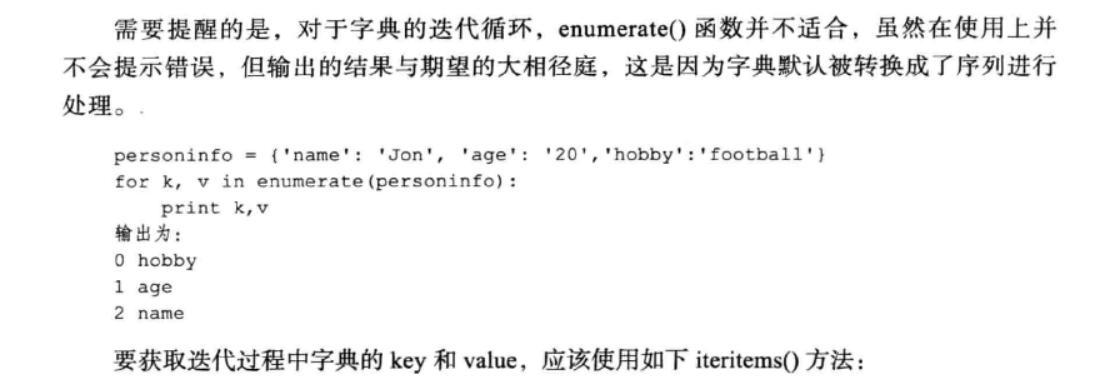 需要提醒的是，对于字典的迭代循环，enumerate() 函数并不适合，虽然在使用上并
不会提示错误，但输出的结果与期望的大相径庭，这是因为字典默认被转换成了序列进行
处理。
personinfo = {'name': 'Jon', 'age': '20','hobby':'football'}
for k, v in enumerate(personinfo):
    print k,v
输出为：
0 hobby
1 age
2 name
要获取迭代过程中字典的 key 和 value，应该使用如下 iteritems() 方法：